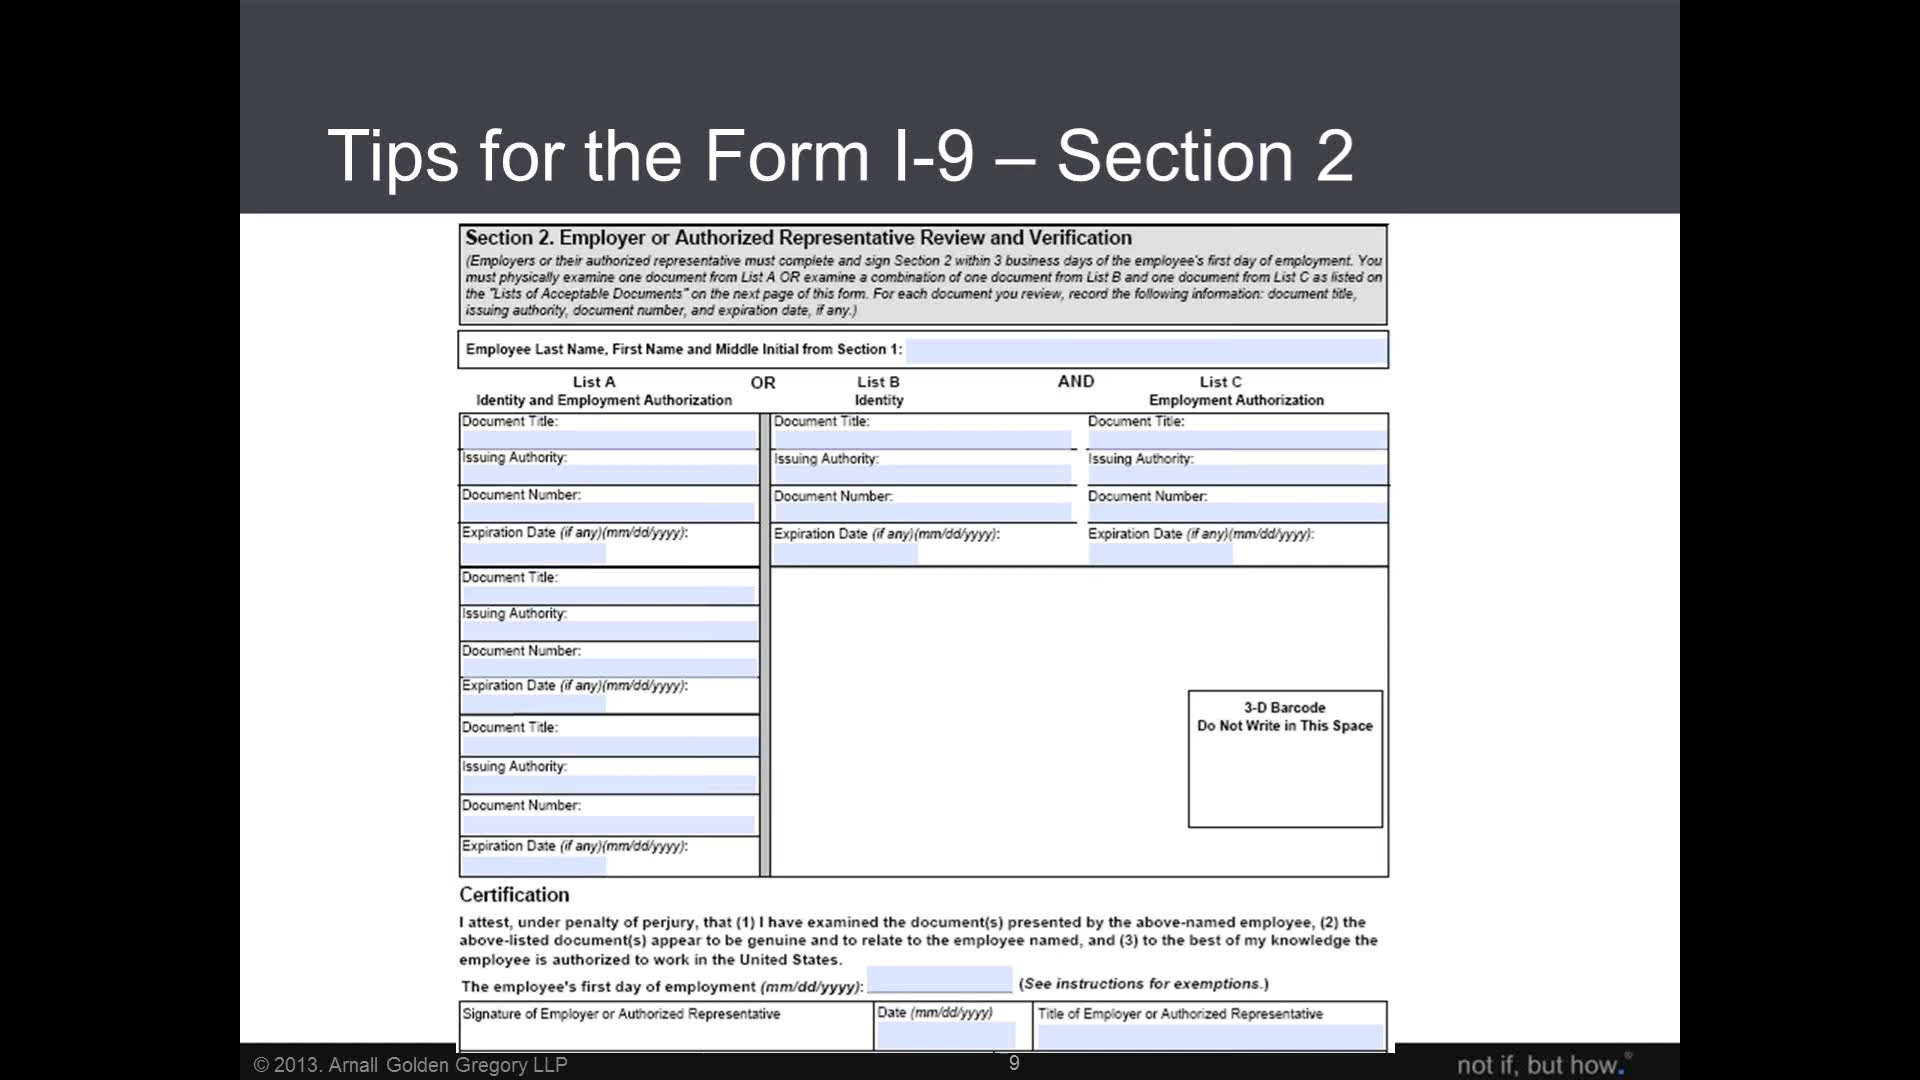 Tips for the Form I-9 – Section 2
Section 2. Employer or Authorized Representative Review and Verification
(Employers or their authorized representative must complete and sign Section 2 within 3 business days of the employee's first day of employment. You
must physically examine one document from List A OR examine a combination of one document from List B and one document from List C as listed on
the "Lists of Acceptable Documents" on the next page of this form. For each document you review, record the following information: document title,
issuing authority, document number, and expiration date, if any.)
Employee Last Name, First Name and Middle Initial from Section 1:
List A OR List B AND List C
Identity and Employment Authorization Identity Employment Authorization
Document Title: Document Title: Document Title:
Issuing Authority: Issuing Authority: Issuing Authority:
Document Number: Document Number: Document Number:
Expiration Date (if any)(mm/dd/yyyy): Expiration Date (if any)(mm/dd/yyyy): Expiration Date (if any)(mm/dd/yyyy):
Document Title:
Issuing Authority:
Document Number:
Expiration Date (if any)(mm/dd/yyyy):
3-D Barcode
Do Not Write in This Space
Document Title:
Issuing Authority:
Document Number:
Expiration Date (if any)(mm/dd/yyyy):
Certification
I attest, under penalty of perjury, that (1) I have examined the document(s) presented by the above-named employee, (2) the
above-listed document(s) appear to be genuine and to relate to the employee named, and (3) to the best of my knowledge the
employee is authorized to work in the United States.
The employee's first day of employment (mm/dd/yyyy): (See instructions for exemptions.)
Signature of Employer or Authorized Representative Date (mm/dd/yyyy) Title of Employer or Authorized Representative
© 2013. Arnall Golden Gregory LLP 9 not if, but how.®